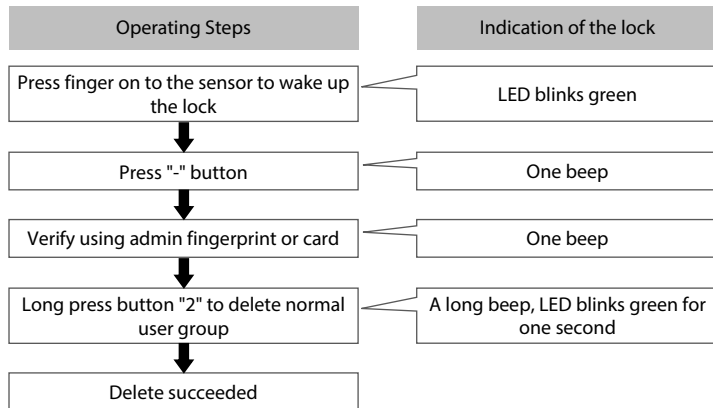 Operating Steps
Indication of the lock
Press finger on to the sensor to wake up
the lock
LED blinks green
Press "-" button
One beep
Verify using admin fingerprint or card
One beep
Long press button "2" to delete normal
user group
A long beep, LED blinks green for
one second
Delete succeeded